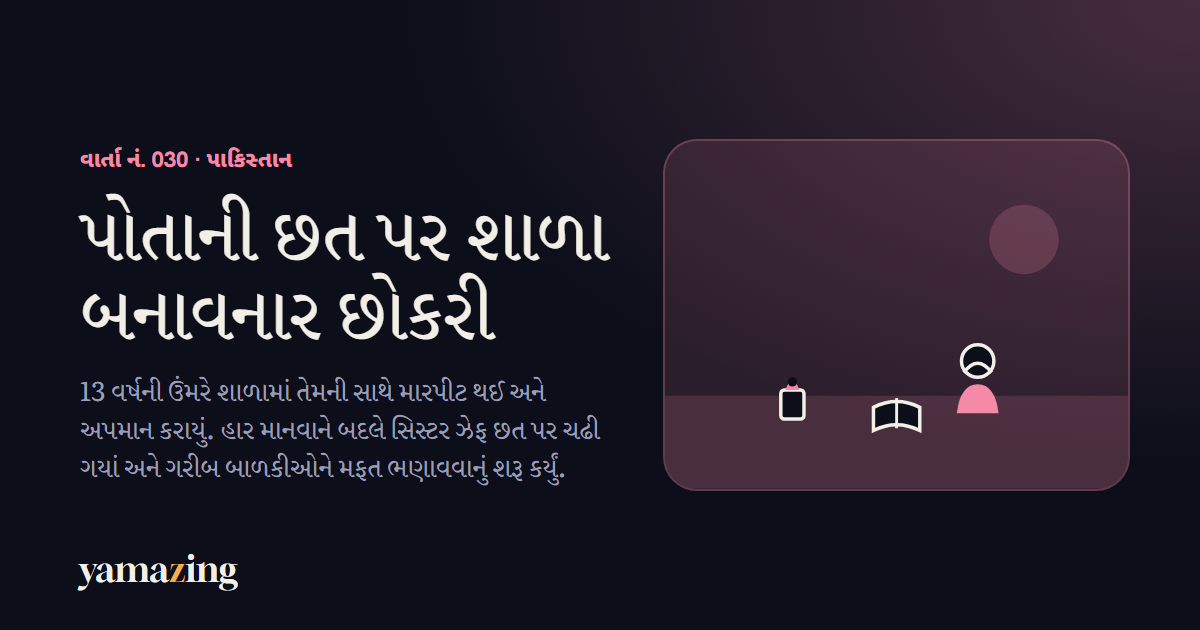 વાર્તા નં. 030 · પાકિસ્તાન
પોતાની છત પર શાળા
બનાવનાર છોકરી
13 વર્ષની ઉંમરે શાળામાં તેમની સાથે મારપીટ થઈ અને
અપમાન કરાયું. હાર માનવાને બદલે સિસ્ટર ઝેફ છત પર ચઢી
ગયાં અને ગરીબ બાળકીઓને મફત ભણાવવાનું શરૂ કર્યું.
yamazing